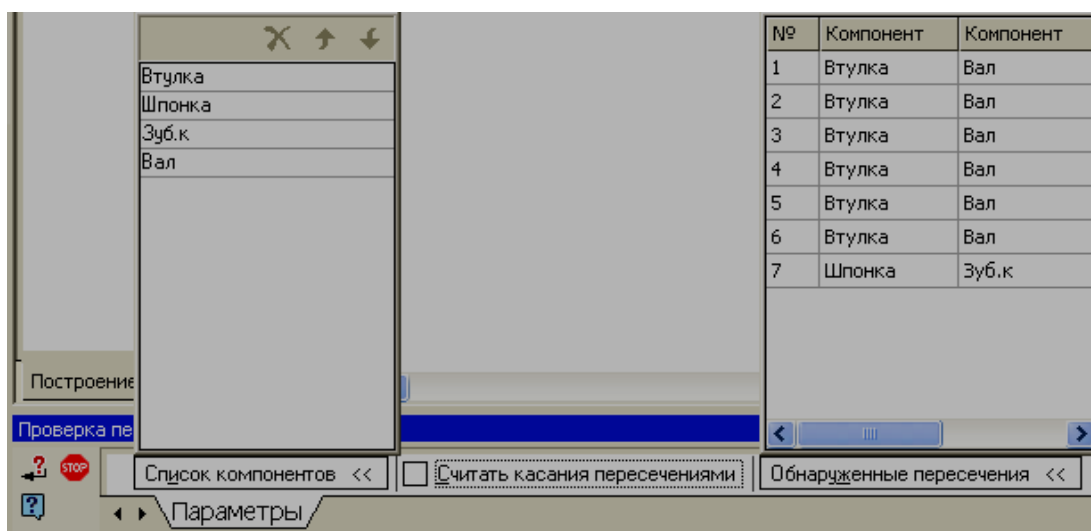 Втулка
Шпонка
Зуб.к
Вал
№ Компонент Компонент
1 Втулка Вал
2 Втулка Вал
3 Втулка Вал
4 Втулка Вал
5 Втулка Вал
6 Втулка Вал
7 Шпонка Зуб.к
Построение
Проверка пе
STOP
Список компонентов <<
Считать касания пересечениями
Обнаруженные пересечения <<
Параметры